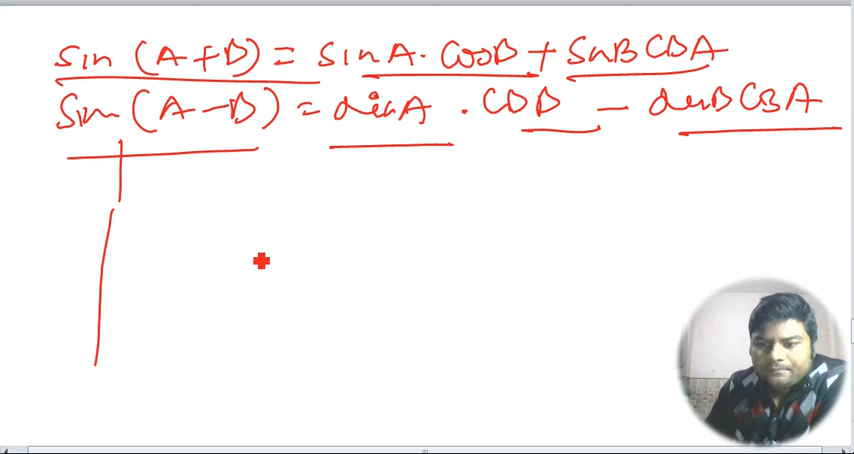 sin (A+B) = sinA. CosB + SinB CosA
Sin (A-B) = sinA . COSB - sinB CosA